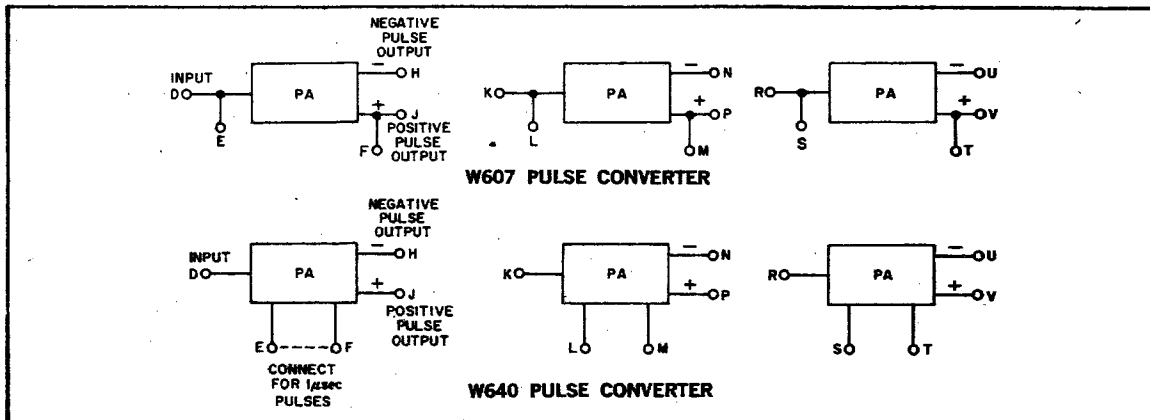 NEGATIVE
PULSE
OUTPUT
INPUT
D
PA
− H
+ J
POSITIVE
PULSE
OUTPUT
E
F
K
PA
− N
+ P
L
M
R
PA
− U
+ V
S
T
W607 PULSE CONVERTER
NEGATIVE
PULSE
OUTPUT
INPUT
D
PA
− H
+ J
POSITIVE
PULSE
OUTPUT
E
F
CONNECT
FOR 1μsec
PULSES
K
PA
− N
+ P
L
M
R
PA
− U
+ V
S
T
W640 PULSE CONVERTER